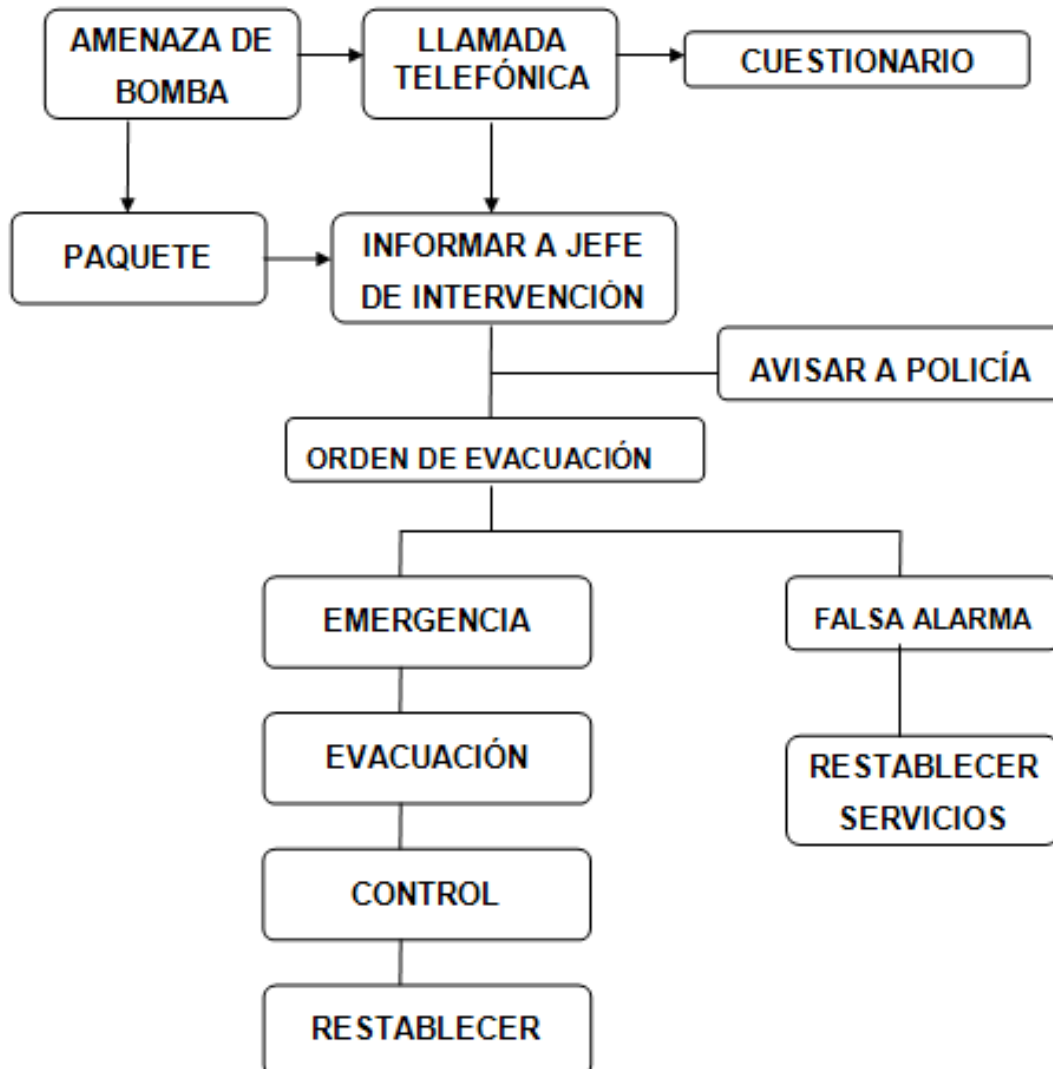 AMENAZA DE
BOMBA
LLAMADA
TELEFÓNICA
CUESTIONARIO
PAQUETE
INFORMAR A JEFE
DE INTERVENCIÓN
AVISAR A POLICÍA
ORDEN DE EVACUACIÓN
EMERGENCIA
FALSA ALARMA
EVACUACIÓN
RESTABLECER
SERVICIOS
CONTROL
RESTABLECER